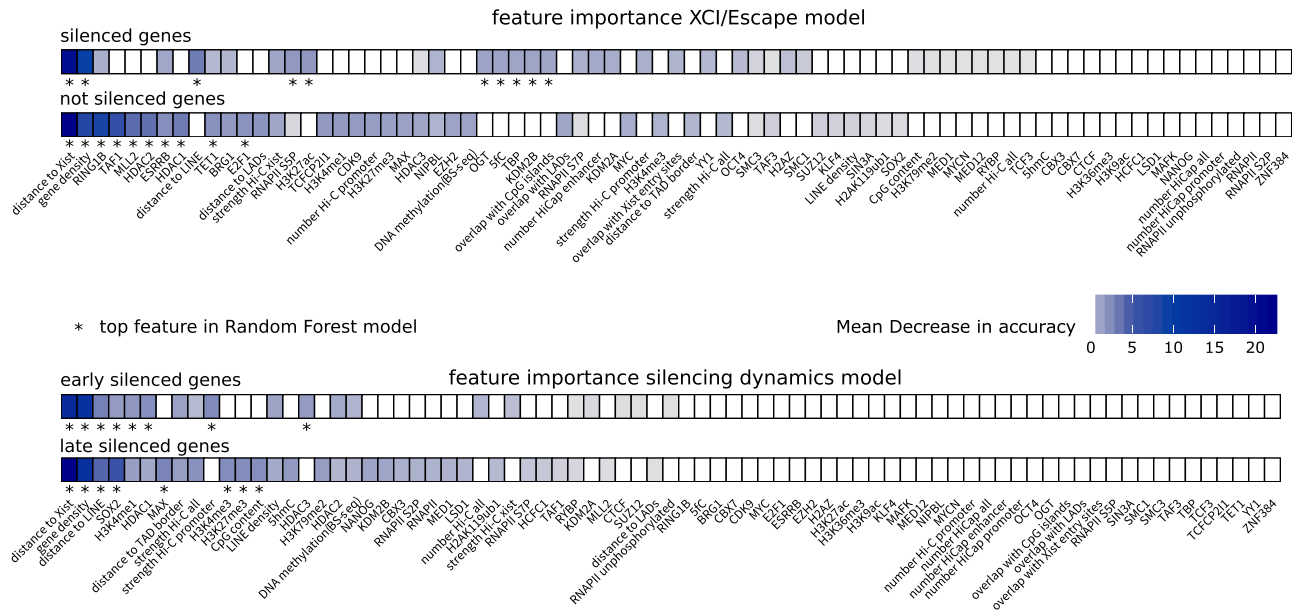 feature importance XCI/Escape model
silenced genes
* * * * * * * * * *
not silenced genes
* * * * * * * * * *
distance to Xist
gene density
RING1B
TAF1
MLL2
HDAC2
ESRRB
HDAC1
distance to LINE
TET1
BRG1
E2F1
distance to LADs
strength Hi-C Xist
RNAPII S5P
H3K27ac
TCFCP2l1
H3K4me1
CDK9
number Hi-C promoter
H3K27me3
MAX
HDAC3
NIPBL
EZH2
DNA methylation(BS-seq)
OGT
5fC
TBP
KDM2B
overlap with CpG islands
overlap with LADs
RNAPII S7P
number HiCap enhancer
KDM2A
MYC
strength Hi-C promoter
H3K4me3
overlap with Xist entry sites
distance to TAD border
YY1
strength Hi-C all
OCT4
SMC3
TAF3
H2AZ
SMC1
SUZ12
KLF4
LINE density
SIN3A
H2AK119ub1
SOX2
CpG content
H3K79me2
MED1
MYCN
MED12
RYBP
number Hi-C all
TCF3
5hmC
CBX3
CBX7
CTCF
H3K36me3
H3K9ac
HCFC1
LSD1
MAFK
NANOG
number HiCap all
number HiCap promoter
RNAPII unphosphorylated
RNAPII
RNAPII S2P
ZNF384
* top feature in Random Forest model
Mean Decrease in accuracy
0 5 10 15 20
feature importance silencing dynamics model
early silenced genes
* * * * * * * *
late silenced genes
* * * * * * * *
distance to Xist
gene density
distance to LINE
SOX2
H3K4me1
HDAC1
MAX
distance to TAD border
strength Hi-C all
strength Hi-C promoter
H3K4me3
H3K27me3
CpG content
LINE density
5hmC
HDAC3
H3K79me2
HDAC2
DNA methylation(BS-seq)
NANOG
KDM2B
CBX3
RNAPII S2P
RNAPII
MED1
LSD1
number Hi-C all
H2AK119ub1
strength Hi-C Xist
RNAPII S7P
HCFC1
TAF1
RYBP
KDM2A
MLL2
CTCF
SUZ12
distance to LADs
RNAPII unphosphorylated
RING1B
5fC
BRG1
CBX7
CDK9
MYC
E2F1
ESRRB
EZH2
H2AZ
H3K27ac
H3K36me3
H3K9ac
KLF4
MAFK
MED12
NIPBL
MYCN
number Hi-C promoter
number HiCap all
number HiCap enhancer
number HiCap promoter
OCT4
OGT
overlap with CpG islands
overlap with LADs
overlap with Xist entry sites
RNAPII S5P
SIN3A
SMC1
SMC3
TAF3
TBP
TCF3
TCFCP2l1
TET1
YY1
ZNF384